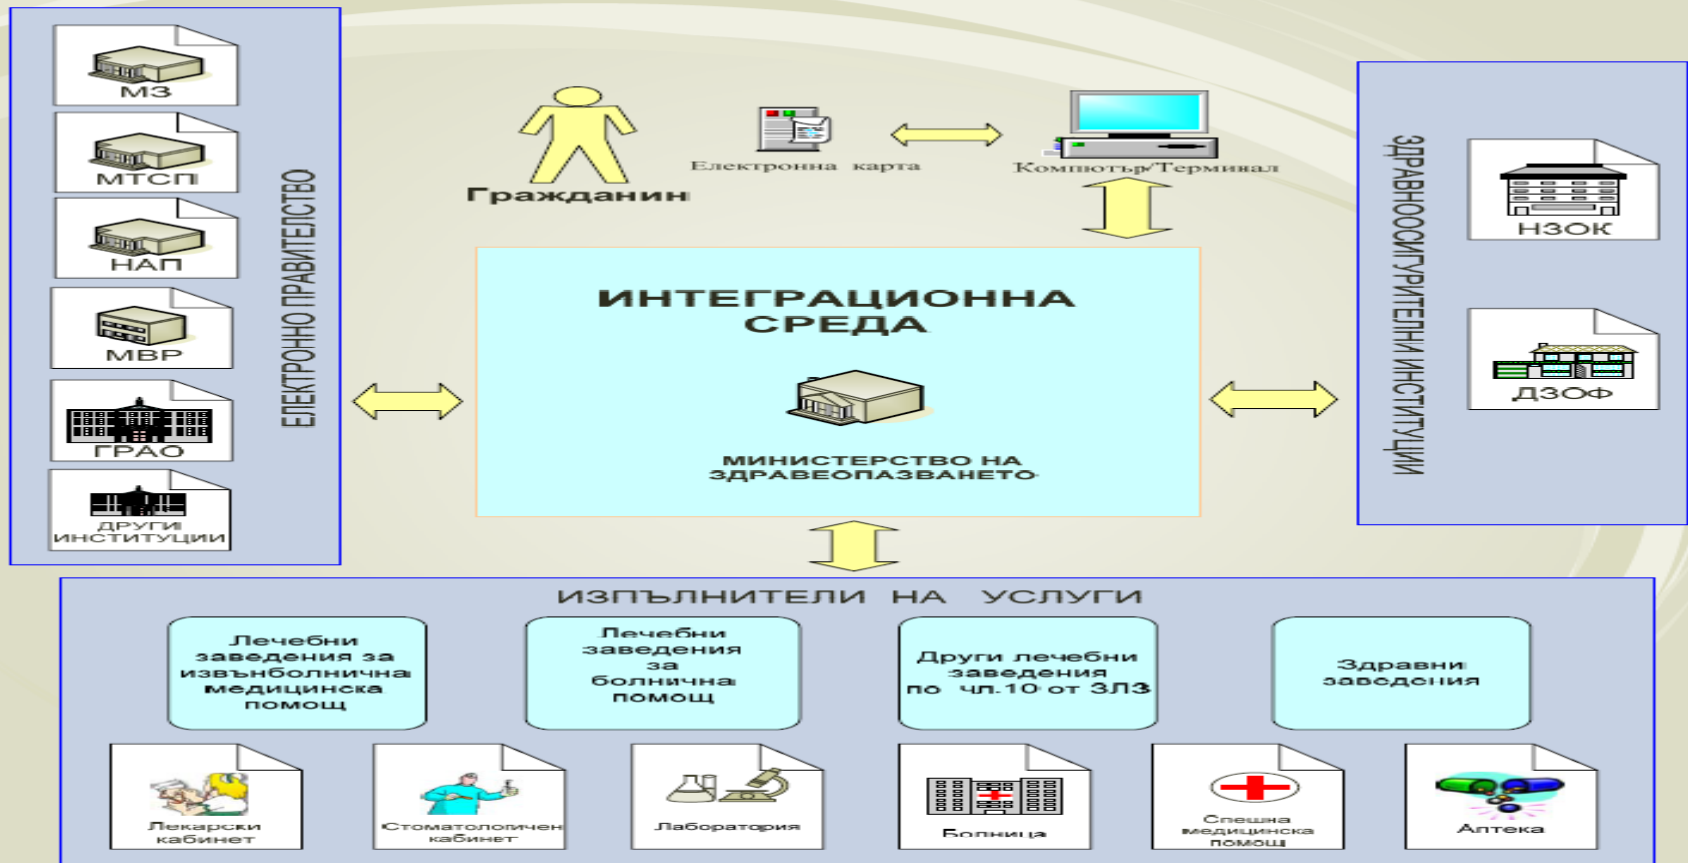 МЗ
МТСП
НАП
МВР
ГРАО
ДРУГИ
ИНСТИТУЦИИ
ЕЛЕКТРОННО ПРАВИТЕЛСТВО
Гражданин
Електронна карта
Компютър/Терминал
ИНТЕГРАЦИОННА
СРЕДА
МИНИСТЕРСТВО НА
ЗДРАВЕОПАЗВАНЕТО
ЗДРАВНООСИГУРИТЕЛНИ ИНСТИТУЦИИ
НЗОК
ДЗОФ
ИЗПЪЛНИТЕЛИ НА УСЛУГИ
Лечебни
заведения за
извънболнична
медицинска
помощ
Лечебни
заведения
за
болнична
помощ
Други лечебни
заведения
по чл.10 от ЗЛЗ
Здравни
заведения
Лекарски
кабинет
Стоматологичен
кабинет
Лаборатория
Болница
Спешна
медицинска
помощ
Аптека